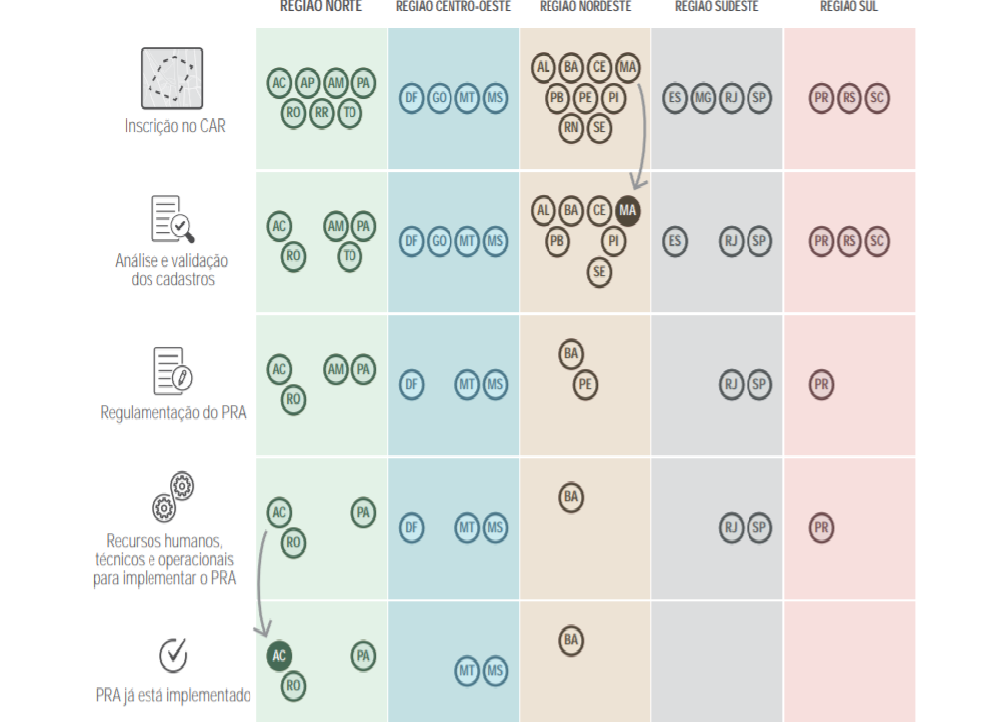 REGIÃO NORTE REGIÃO CENTRO-OESTE REGIÃO NORDESTE REGIÃO SUDESTE REGIÃO SUL
Inscrição no CAR
AC AP AM PA
RO RR TO
DF GO MT MS
AL BA CE MA
PB PE PI
RN SE
ES MG RJ SP
PR RS SC
Análise e validação
dos cadastros
AC AM PA
RO TO
DF GO MT MS
AL BA CE MA
PB PI
SE
ES RJ SP
PR RS SC
Regulamentação do PRA
AC AM PA
RO
DF MT MS
BA
PE
RJ SP
PR
Recursos humanos,
técnicos e operacionais
para implementar o PRA
AC PA
RO
DF MT MS
BA
RJ SP
PR
PRA já está implementado
AC PA
RO
MT MS
BA